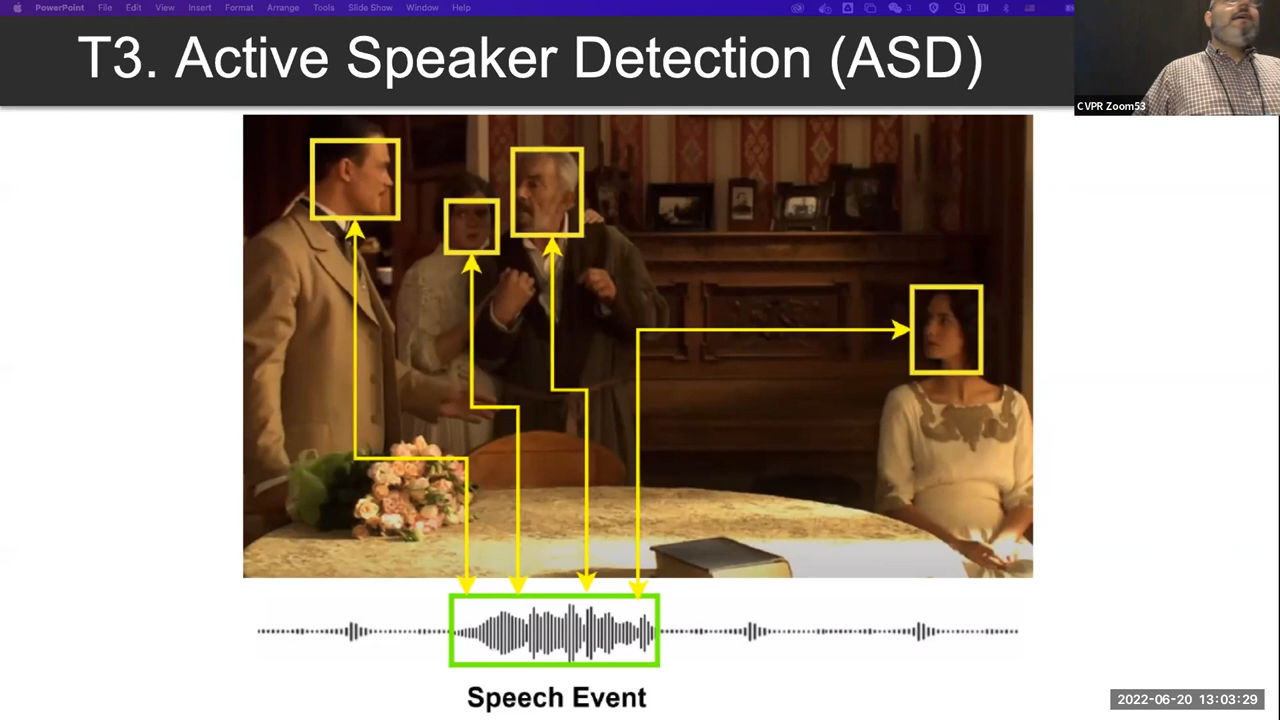 PowerPoint File Edit View Insert Format Arrange Tools Slide Show Window Help 3
T3. Active Speaker Detection (ASD)
CVPR Zoom53
Speech Event
2022-06-20 13:03:29